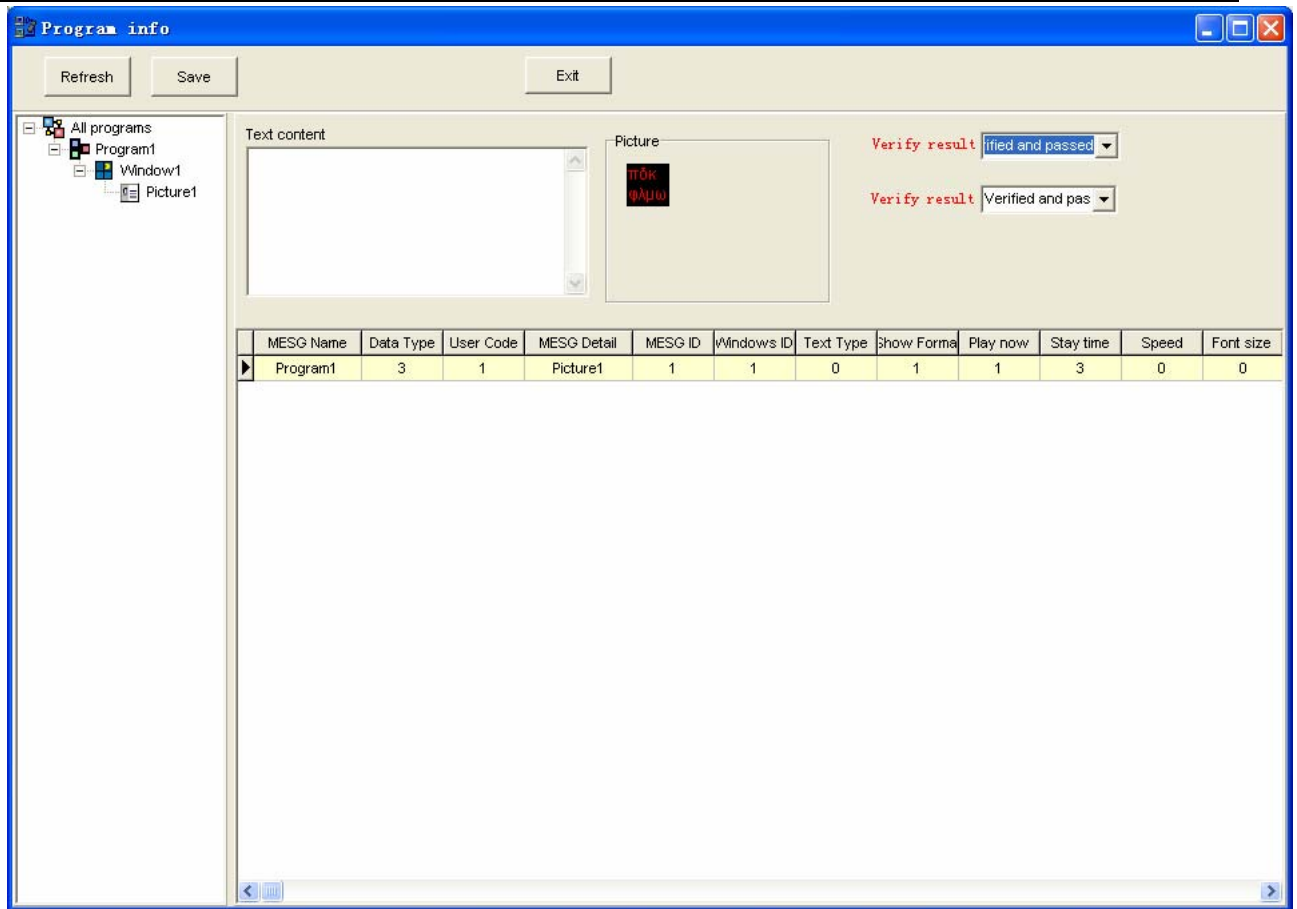 Program info
Refresh
Save
Exit
All programs
Program1
Window1
Picture1
Text content
Picture
πδκ
φλμω
Verify result ified and passed
Verify result Verified and pas
MESG Name Data Type User Code MESG Detail MESG ID Windows ID Text Type Show Forma Play now Stay time Speed Font size
Program1 3 1 Picture1 1 1 0 1 1 3 0 0